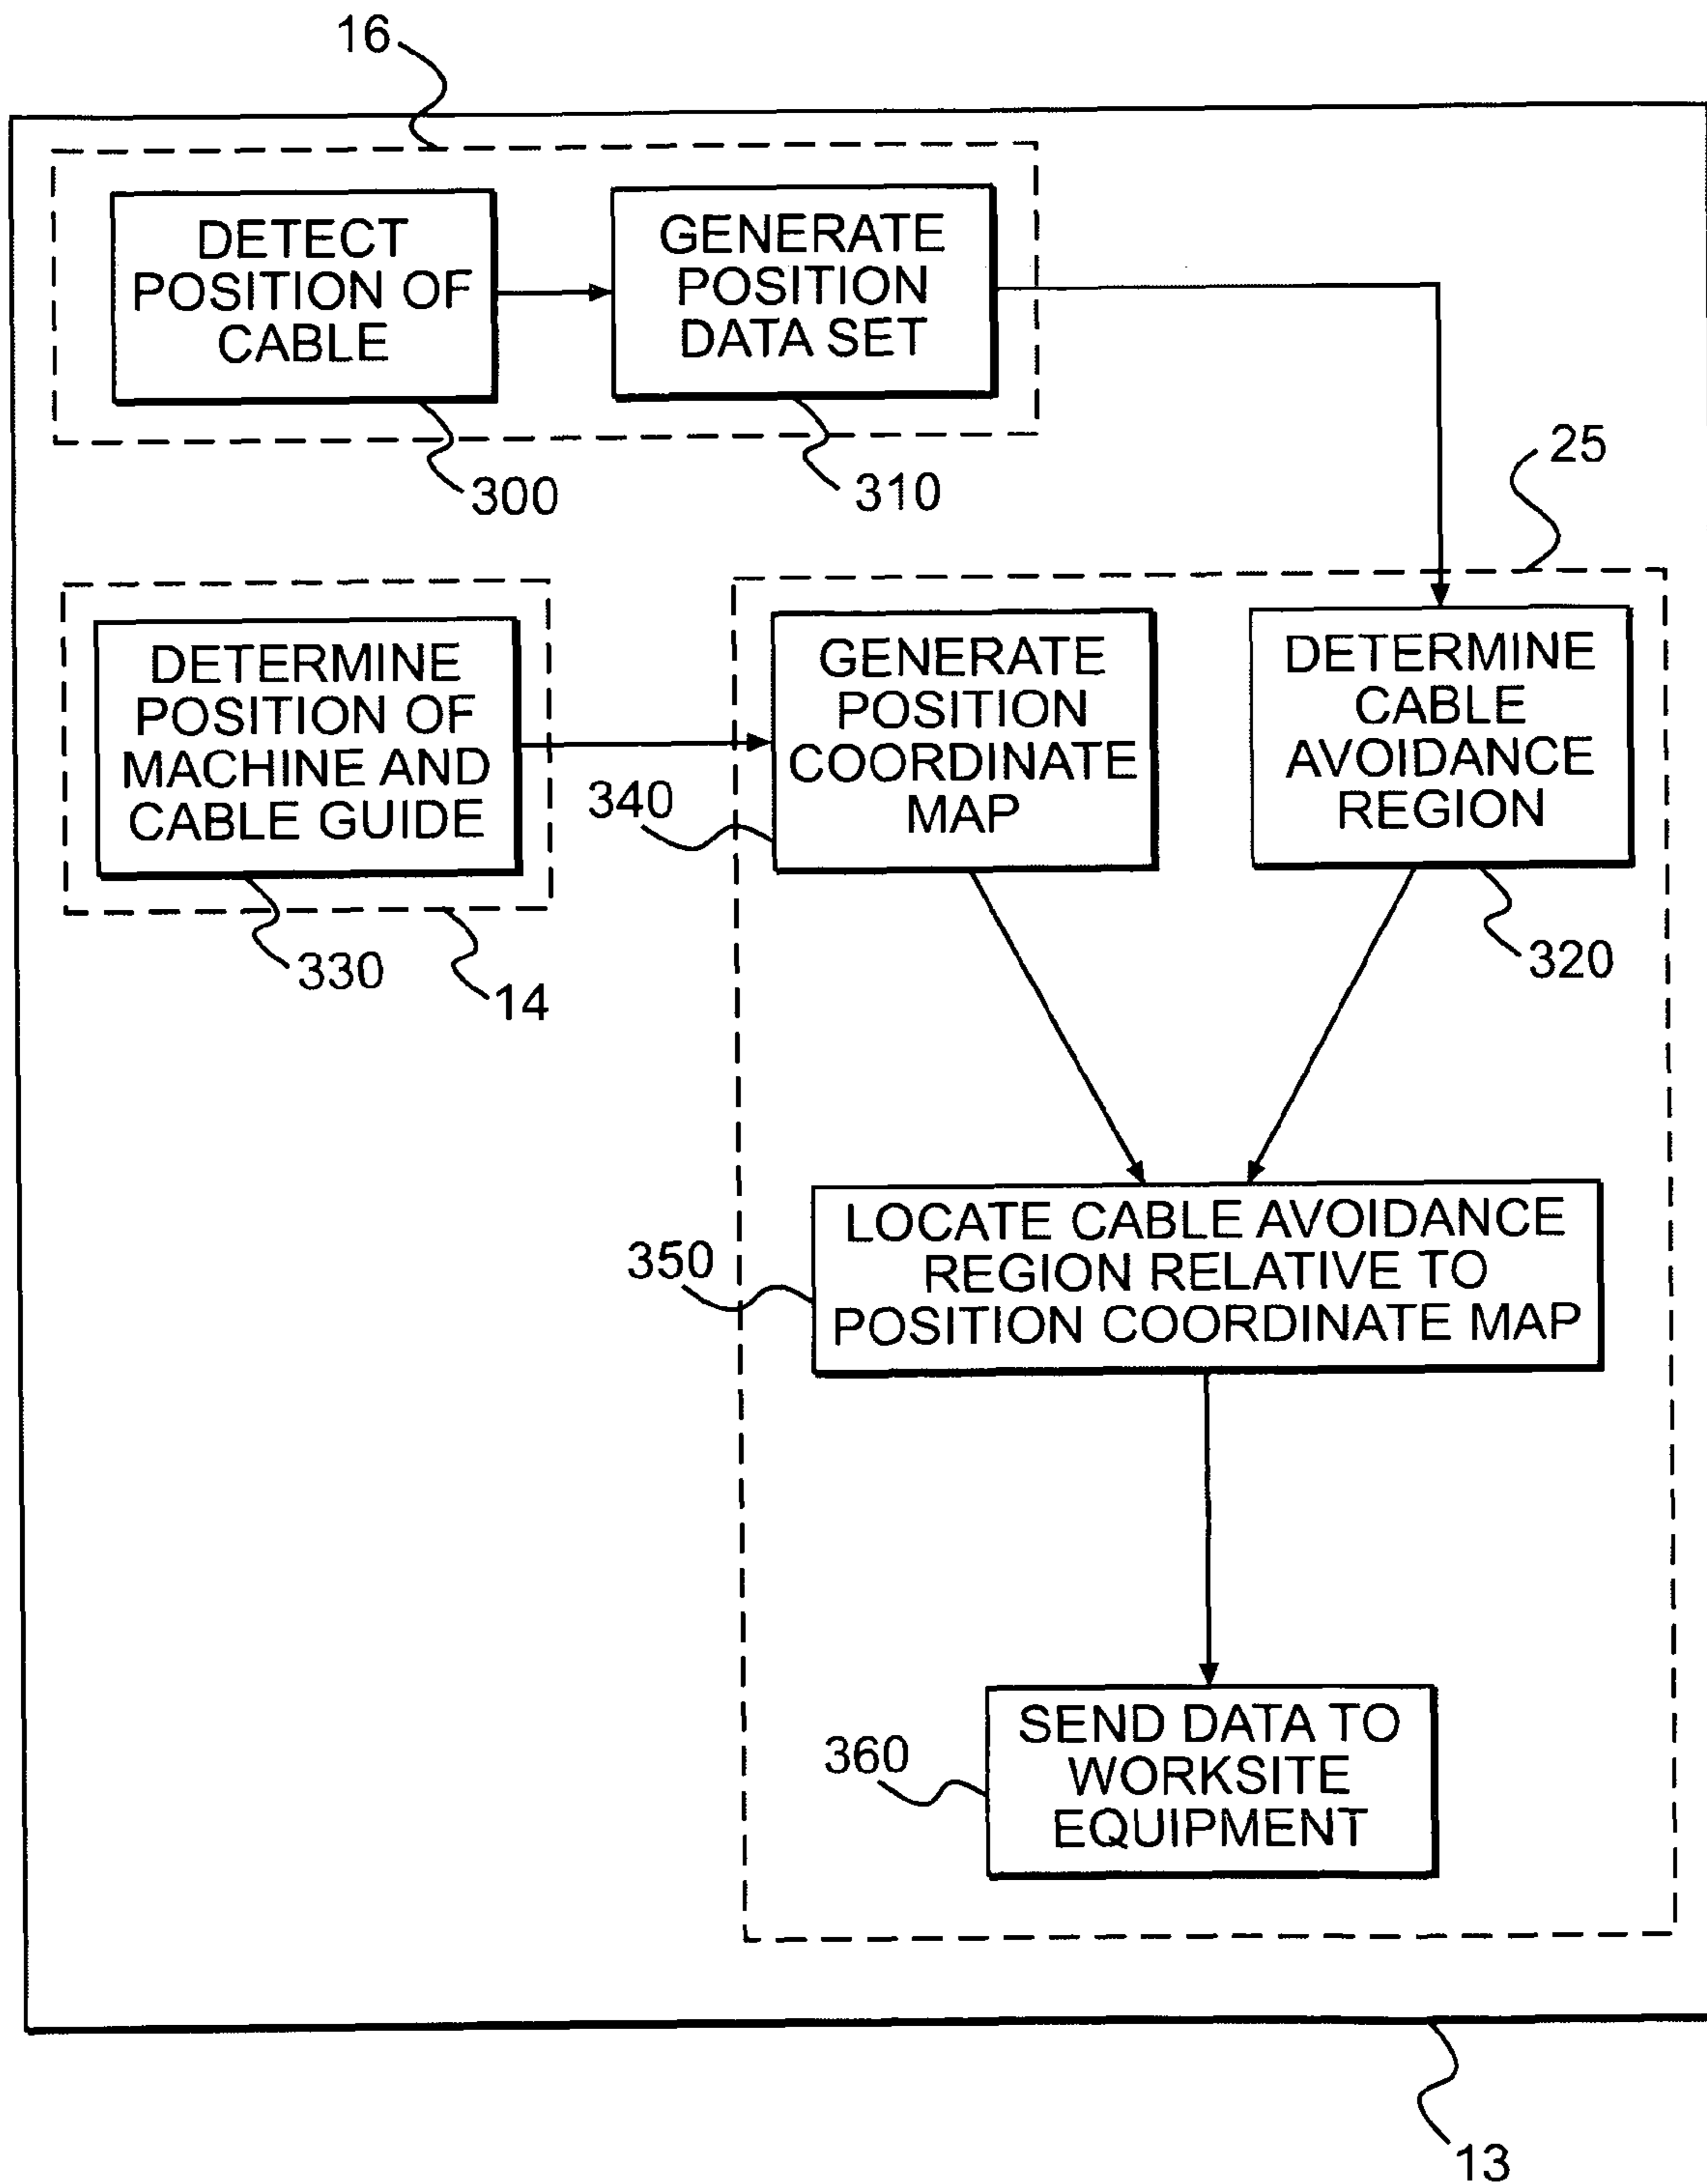 16
DETECT
POSITION OF
CABLE
GENERATE
POSITION
DATA SET
300
310
25
DETERMINE
POSITION OF
MACHINE AND
CABLE GUIDE
GENERATE
POSITION
COORDINATE
MAP
DETERMINE
CABLE
AVOIDANCE
REGION
340
330
14
320
LOCATE CABLE AVOIDANCE
REGION RELATIVE TO
POSITION COORDINATE MAP
350
SEND DATA TO
WORKSITE
EQUIPMENT
360
13